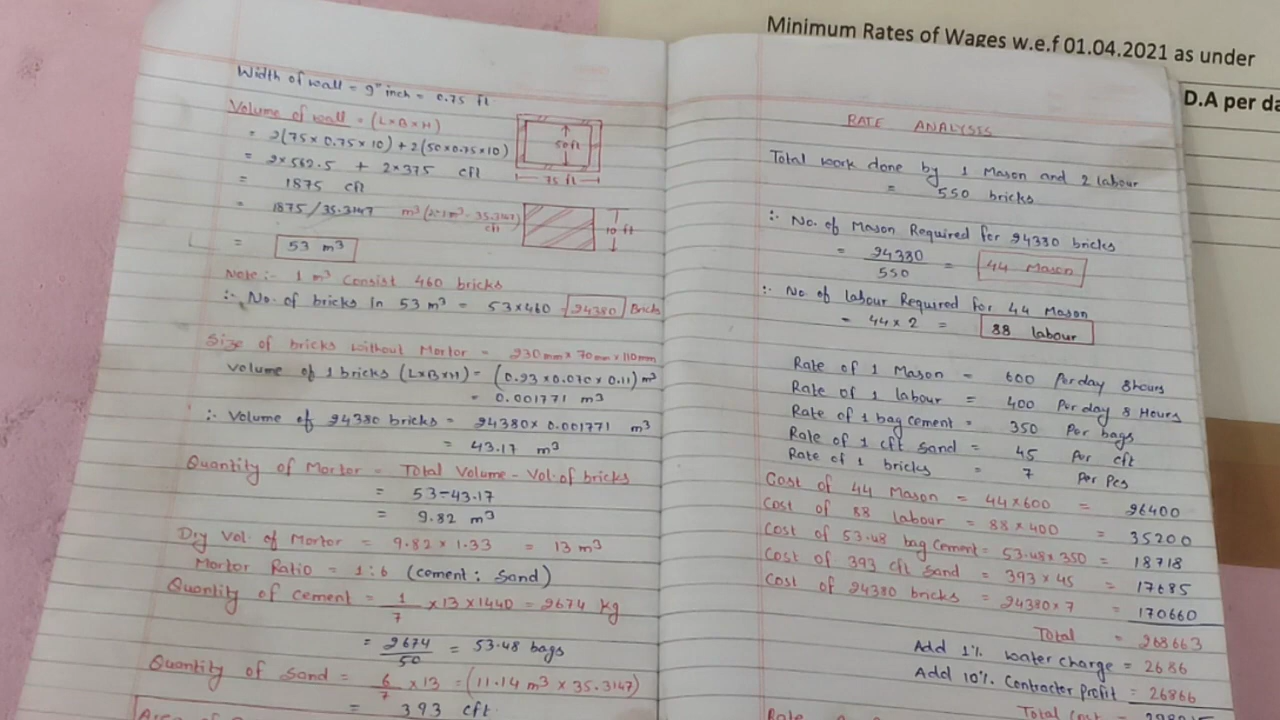 Width of wall = 9" inch = 0.75 ft
Volume of wall = (L×B×H)
= 2(75×0.75×10) + 2(50×0.75×10)
= 2×562.5 + 2×375 cft
= 1875 cft
= 1875/35.3147 m³ (∵ 1m³ = 35.3147 cft)
= 53 m³
50 ft
75 ft
10 ft
Note :- 1 m³ Consist 460 bricks
∴ No. of bricks in 53 m³ = 53×460 = 24380 Bricks
Size of bricks without Mortor = 230mm × 70mm × 110mm
Volume of 1 bricks (L×B×H) = (0.23 × 0.070 × 0.11) m³
= 0.001771 m³
∴ Volume of 24380 bricks = 24380 × 0.001771 m³
= 43.17 m³
Quantity of Mortor = Total Volume - Vol. of bricks
= 53-43.17
= 9.82 m³
Dry Vol. of Mortor = 9.82 × 1.33 = 13 m³
Mortor Ratio = 1:6 (cement : Sand)
Quantity of cement = 1/7 × 13 × 1440 = 2674 kg
= 2674/50 = 53.48 bags
Quantity of Sand = 6/7 × 13 = (11.14 m³ × 35.3147)
= 393 cft.
Area of
Minimum Rates of Wages w.e.f 01.04.2021 as under
D.A per da
RATE ANALYSIS
Total work done by 1 Mason and 2 labour
= 550 bricks
∴ No. of Mason Required for 24380 bricks
= 24380/550 = 44 Mason
∴ No of labour Required for 44 Mason
= 44 × 2 = 88 labour
Rate of 1 Mason = 600 Per day 8hours
Rate of 1 labour = 400 Per day 8 Hours
Rate of 1 bag cement = 350 Per bags
Rate of 1 cft sand = 45 Per cft
Rate of 1 bricks = 7 Per Pcs
Cost of 44 Mason = 44×600 = 26400
Cost of 88 labour = 88 × 400 = 35200
Cost of 53.48 bag cement = 53.48× 350 = 18718
Cost of 393 cft sand = 393 × 45 = 17685
Cost of 24380 bricks = 24380×7 = 170660
Total = 268663
Add 1% water charge = 2686
Add 10% Contracter profit = 26866
Total Cost
Rate